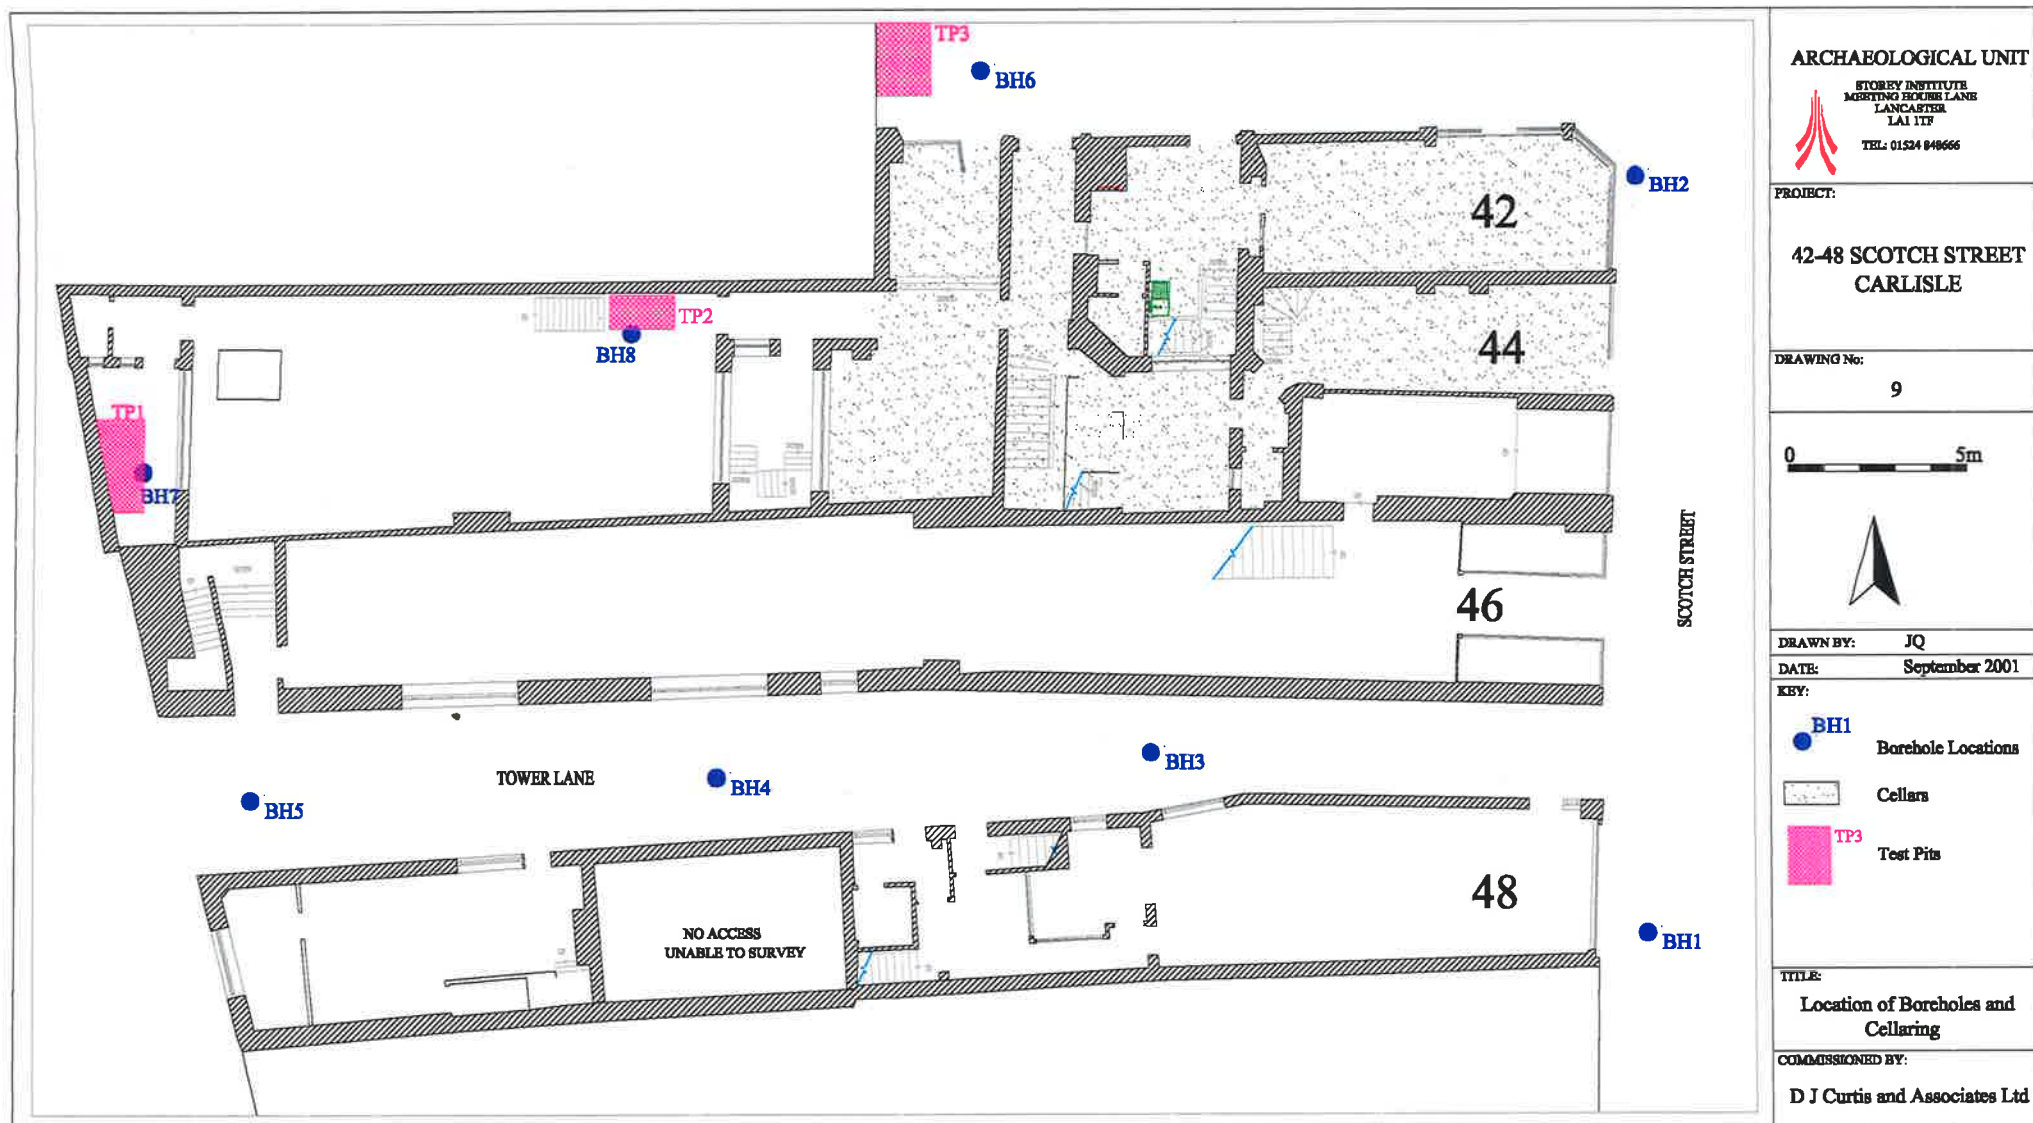 TP3
BH6
BH2
42
TP2
BH8
44
TP1
BH7
46
SCOTCH STREET
BH3
TOWER LANE
BH4
BH5
48
NO ACCESS
UNABLE TO SURVEY
BH1
ARCHAEOLOGICAL UNIT
STOREY INSTITUTE
MEETING HOUSE LANE
LANCASTER
LA1 1TF
TEL: 01524 848666
PROJECT:
42-48 SCOTCH STREET
CARLISLE
DRAWING No:
9
0 5m
DRAWN BY: JQ
DATE: September 2001
KEY:
BH1
Borehole Locations
Cellars
TP3
Test Pits
TITLE:
Location of Boreholes and
Cellaring
COMMISSIONED BY:
D J Curtis and Associates Ltd